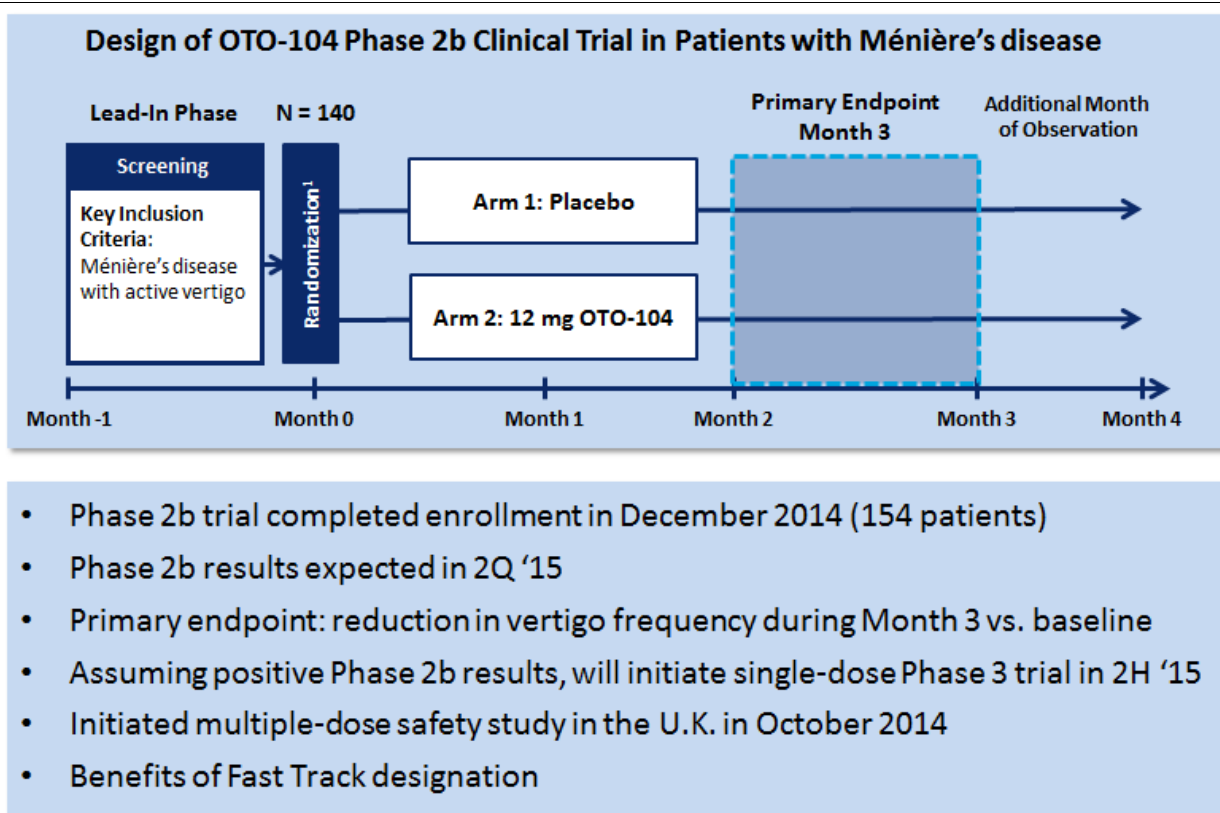 Design of OTO-104 Phase 2b Clinical Trial in Patients with Ménière’s disease
Lead-In Phase
N = 140
Primary Endpoint
Month 3
Additional Month
of Observation
Screening
Key Inclusion
Criteria:
Ménière’s disease
with active vertigo
Randomization¹
Arm 1: Placebo
Arm 2: 12 mg OTO-104
Month -1
Month 0
Month 1
Month 2
Month 3
Month 4
• Phase 2b trial completed enrollment in December 2014 (154 patients)
• Phase 2b results expected in 2Q ‘15
• Primary endpoint: reduction in vertigo frequency during Month 3 vs. baseline
• Assuming positive Phase 2b results, will initiate single-dose Phase 3 trial in 2H ‘15
• Initiated multiple-dose safety study in the U.K. in October 2014
• Benefits of Fast Track designation